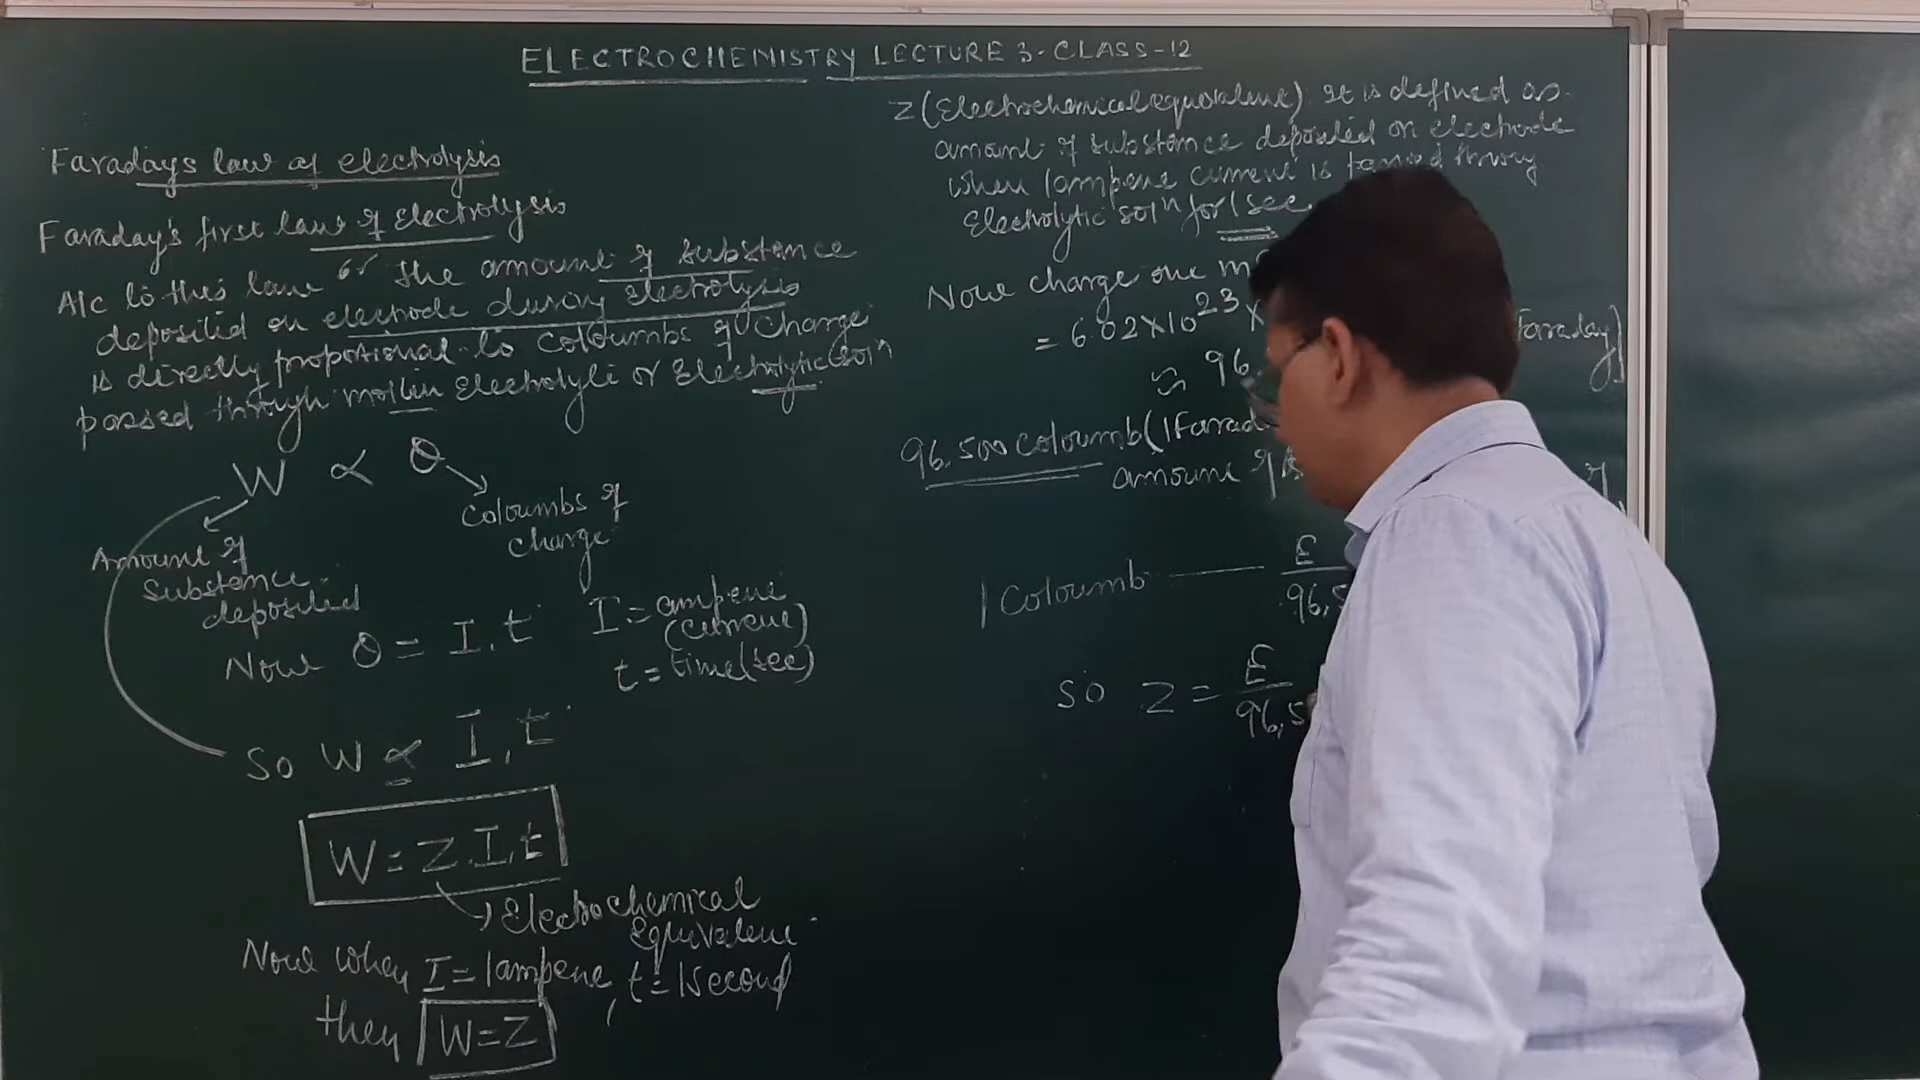 ELECTROCHEMISTRY LECTURE 3-CLASS-12
Faradays law of electrolysis
Faraday's first law of Electrolysis
A/c to this law the amount of substance
deposited on electrode during electrolysis
is directly proportional to coloumbs of charge
passed through molten Electrolyte or Electrolytic soln
W ∝ Q
Coloumbs of
charge
Amount of
Substance
deposited
Now Q = I.t
I = ampere
(current)
t = time(sec)
So W ∝ I.t
W = Z.I.t
Electrochemical
Equivalent
Now when I = 1ampere, t = 1second
then W = Z
Z (Electrochemical equivalent) It is defined as
amount of substance deposited on electrode
when 1ampere current is passed through
Electrolytic soln for 1 sec
Now charge one
= 6.02×10²³×
Faraday]
≈ 96
96,500 coloumb (1Farad
amount of
1 Coloumb — E
96,5
so Z = E
96,5